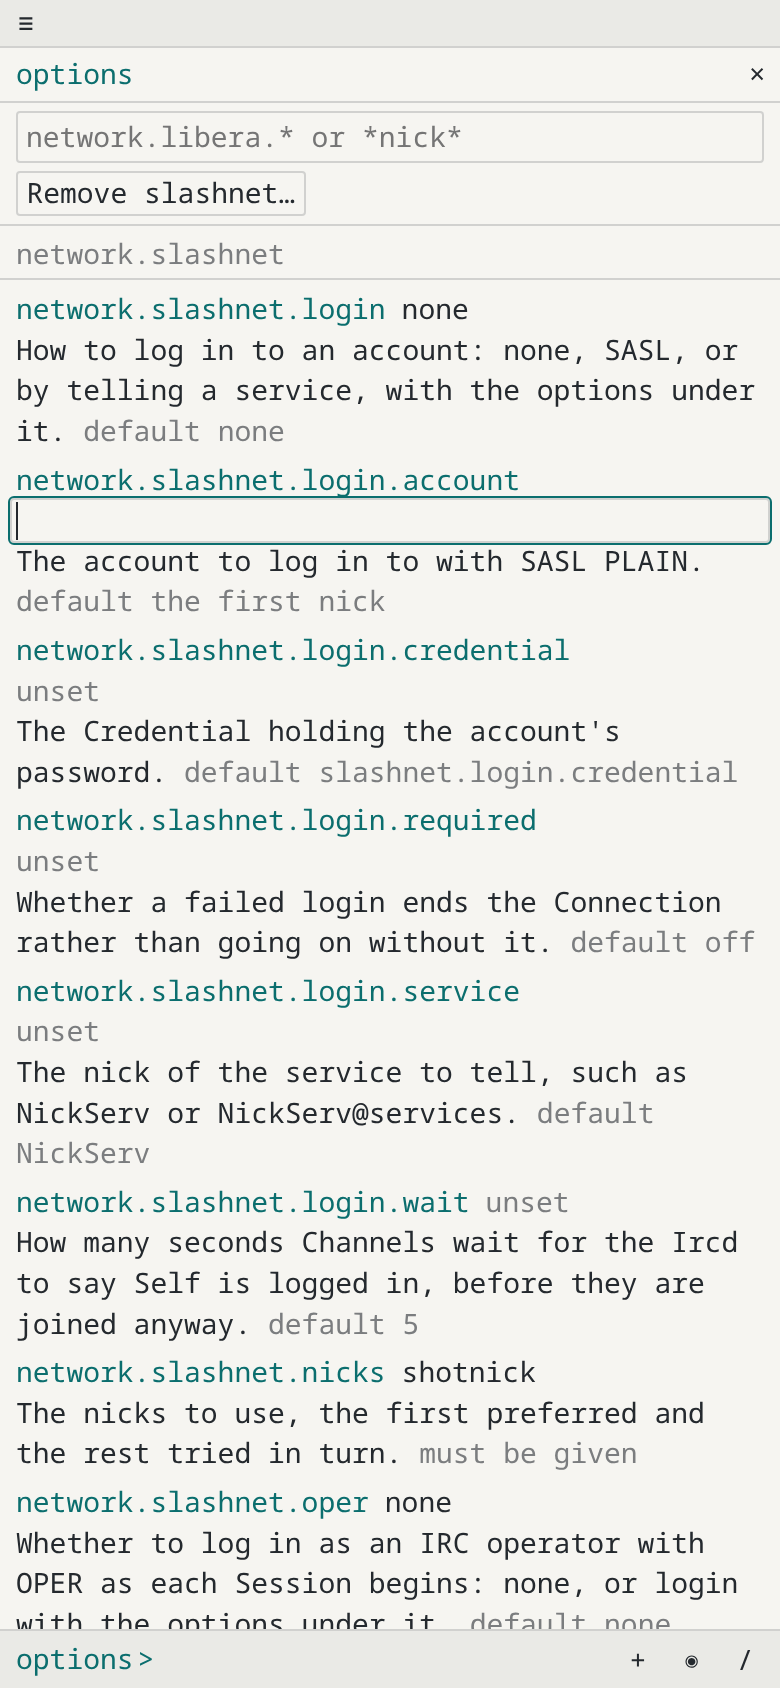 ≡
options ×
network.libera.* or *nick*
Remove slashnet…
network.slashnet
network.slashnet.login none
How to log in to an account: none, SASL, or
by telling a service, with the options under
it. default none
network.slashnet.login.account
The account to log in to with SASL PLAIN.
default the first nick
network.slashnet.login.credential
unset
The Credential holding the account's
password. default slashnet.login.credential
network.slashnet.login.required
unset
Whether a failed login ends the Connection
rather than going on without it. default off
network.slashnet.login.service
unset
The nick of the service to tell, such as
NickServ or NickServ@services. default
NickServ
network.slashnet.login.wait unset
How many seconds Channels wait for the Ircd
to say Self is logged in, before they are
joined anyway. default 5
network.slashnet.nicks shotnick
The nicks to use, the first preferred and
the rest tried in turn. must be given
network.slashnet.oper none
Whether to log in as an IRC operator with
OPER as each Session begins: none, or login
with the options under it. default none
options> + ◉ /